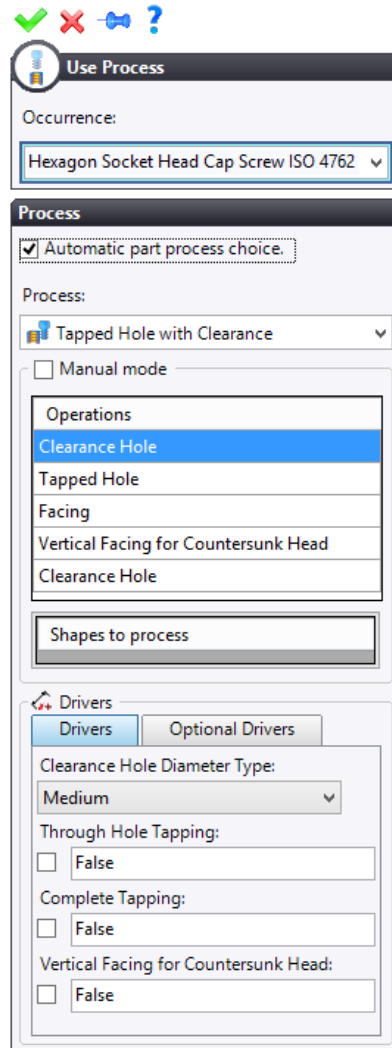 Use Process
Occurrence:
Hexagon Socket Head Cap Screw ISO 4762
Process
Automatic part process choice.
Process:
Tapped Hole with Clearance
Manual mode
Operations
Clearance Hole
Tapped Hole
Facing
Vertical Facing for Countersunk Head
Clearance Hole
Shapes to process
Drivers
Drivers Optional Drivers
Clearance Hole Diameter Type:
Medium
Through Hole Tapping:
False
Complete Tapping:
False
Vertical Facing for Countersunk Head:
False